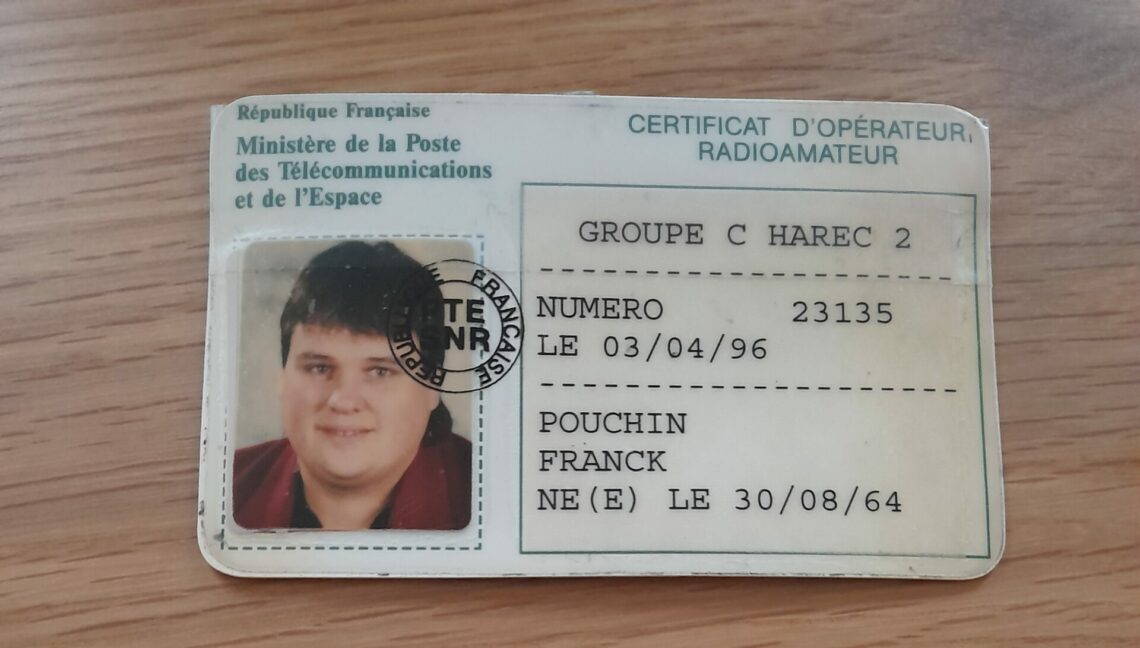 République Française
Ministère de la Poste
des Télécommunications
et de l'Espace
CERTIFICAT D'OPÉRATEUR
RADIOAMATEUR
GROUPE C HAREC 2
NUMERO 23135
LE 03/04/96
POUCHIN
FRANCK
NE(E) LE 30/08/64
FRANÇAISE